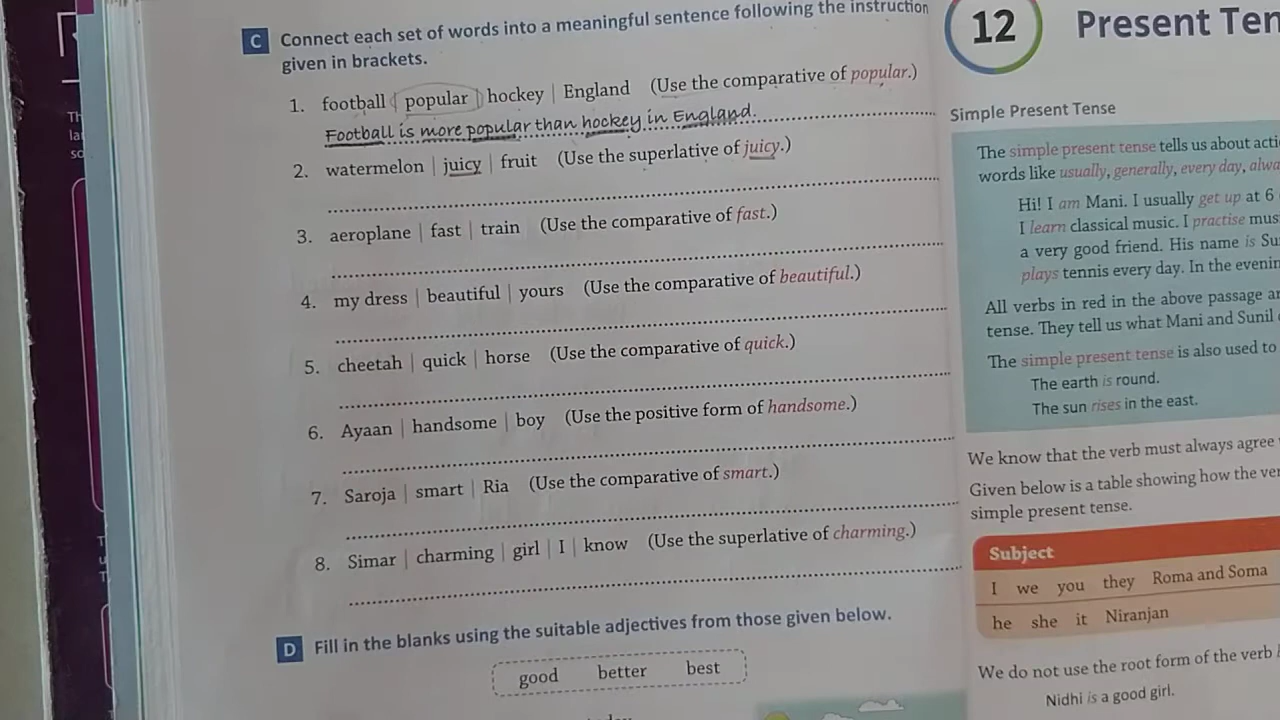 C Connect each set of words into a meaningful sentence following the instruction
given in brackets.
1. football | popular | hockey | England (Use the comparative of popular.)
Football is more popular than hockey in England.
2. watermelon | juicy | fruit (Use the superlative of juicy.)
3. aeroplane | fast | train (Use the comparative of fast.)
4. my dress | beautiful | yours (Use the comparative of beautiful.)
5. cheetah | quick | horse (Use the comparative of quick.)
6. Ayaan | handsome | boy (Use the positive form of handsome.)
7. Saroja | smart | Ria (Use the comparative of smart.)
8. Simar | charming | girl | I | know (Use the superlative of charming.)
D Fill in the blanks using the suitable adjectives from those given below.
good better best
12 Present Ten
Simple Present Tense
The simple present tense tells us about acti
words like usually, generally, every day, alwa
Hi! I am Mani. I usually get up at 6
I learn classical music. I practise mus
a very good friend. His name is Su
plays tennis every day. In the evenin
All verbs in red in the above passage ar
tense. They tell us what Mani and Sunil
The simple present tense is also used to
The earth is round.
The sun rises in the east.
We know that the verb must always agree
Given below is a table showing how the ver
simple present tense.
Subject
I we you they Roma and Soma
he she it Niranjan
We do not use the root form of the verb
Nidhi is a good girl.